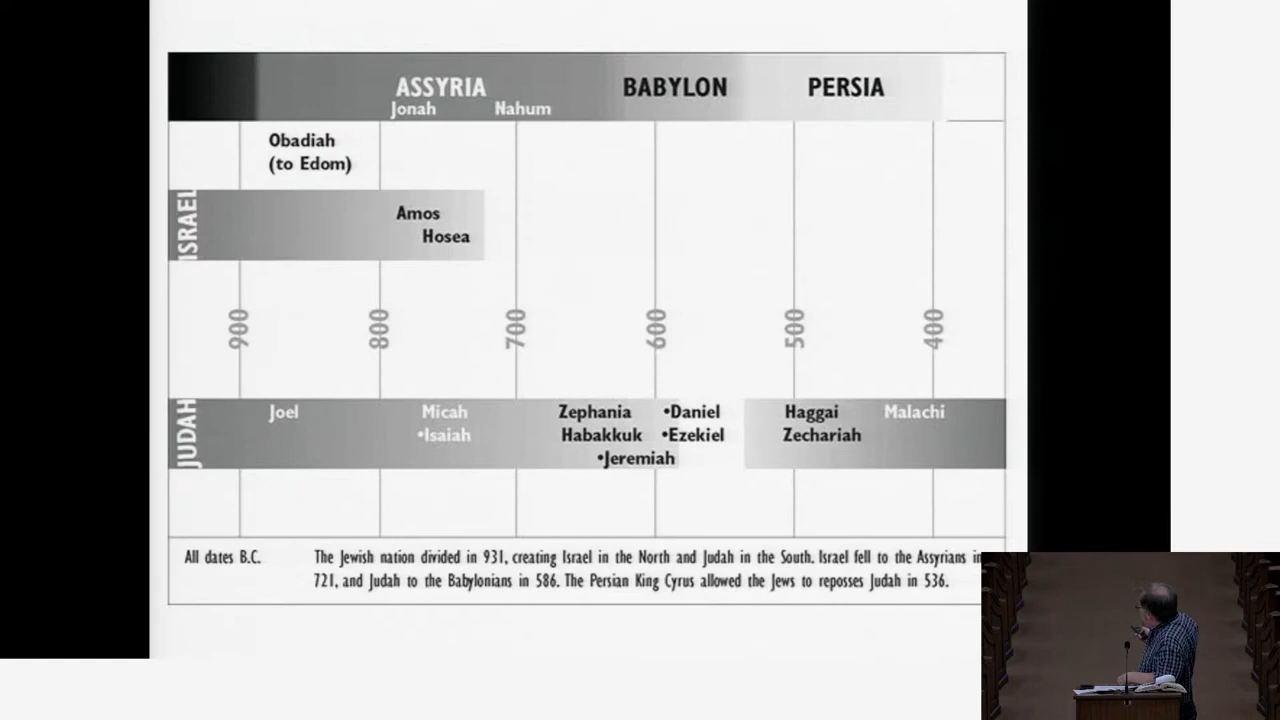 ASSYRIA
BABYLON
PERSIA
Jonah
Nahum
Obadiah
(to Edom)
ISRAEL
Amos
Hosea
900
800
700
600
500
400
JUDAH
Joel
Micah
•Isaiah
Zephania
Habakkuk
•Jeremiah
•Daniel
•Ezekiel
Haggai
Zechariah
Malachi
All dates B.C.
The Jewish nation divided in 931, creating Israel in the North and Judah in the South. Israel fell to the Assyrians in
721, and Judah to the Babylonians in 586. The Persian King Cyrus allowed the Jews to reposses Judah in 536.